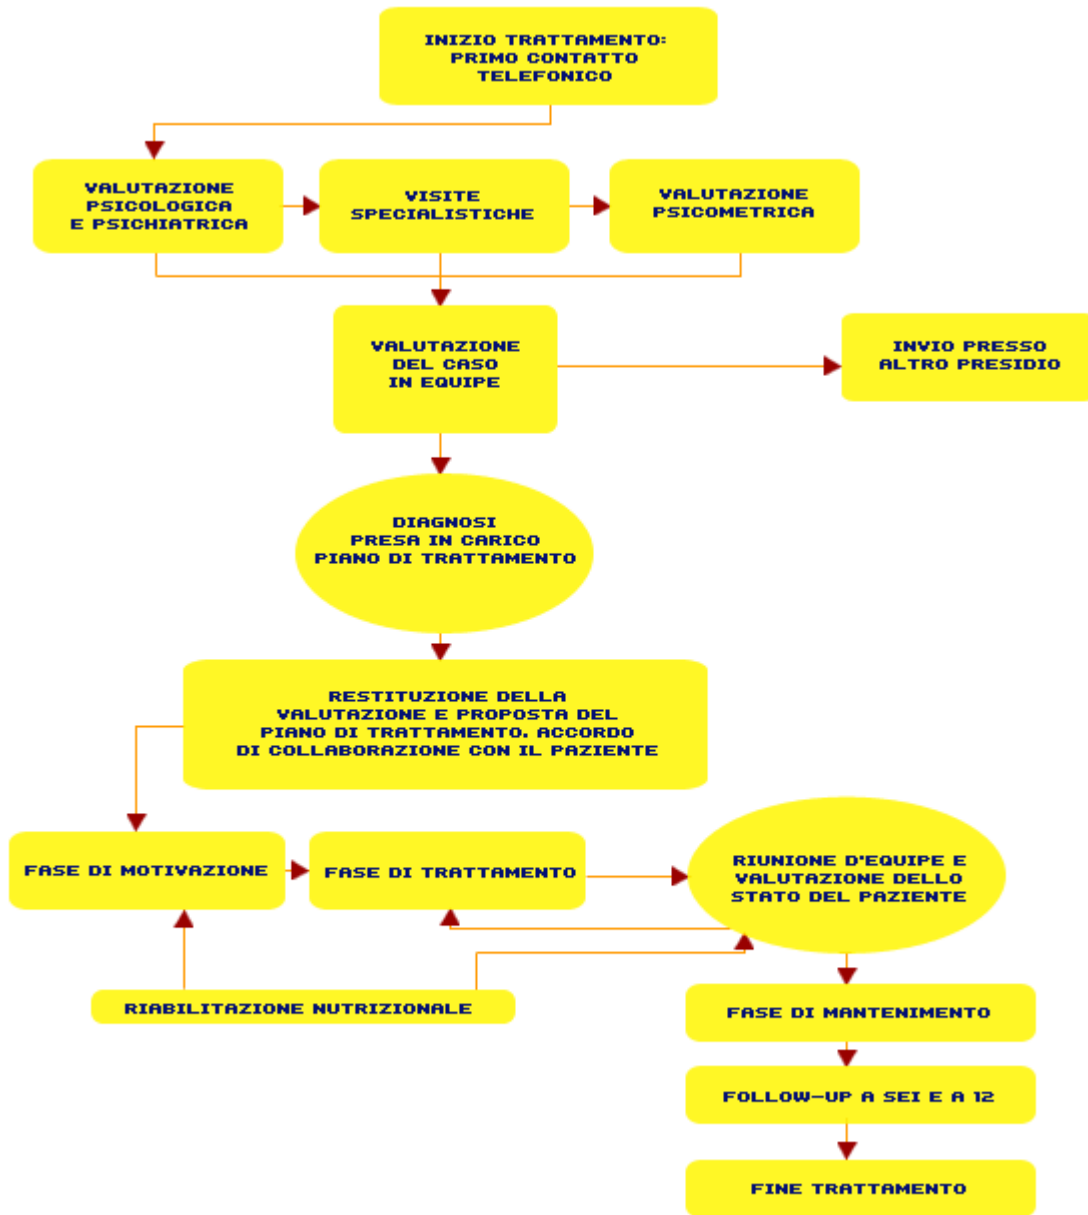 INIZIO TRATTAMENTO:
PRIMO CONTATTO
TELEFONICO
VALUTAZIONE
PSICOLOGICA
E PSICHIATRICA
VISITE
SPECIALISTICHE
VALUTAZIONE
PSICOMETRICA
VALUTAZIONE
DEL CASO
IN EQUIPE
INVIO PRESSO
ALTRO PRESIDIO
DIAGNOSI
PRESA IN CARICO
PIANO DI TRATTAMENTO
RESTITUZIONE DELLA
VALUTAZIONE E PROPOSTA DEL
PIANO DI TRATTAMENTO. ACCORDO
DI COLLABORAZIONE CON IL PAZIENTE
FASE DI MOTIVAZIONE
FASE DI TRATTAMENTO
RIUNIONE D'EQUIPE E
VALUTAZIONE DELLO
STATO DEL PAZIENTE
RIABILITAZIONE NUTRIZIONALE
FASE DI MANTENIMENTO
FOLLOW-UP A SEI E A 12
FINE TRATTAMENTO